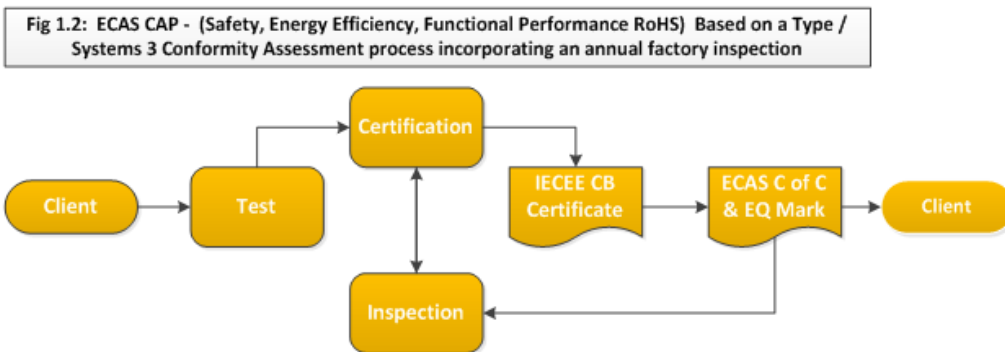 Fig 1.2: ECAS CAP - (Safety, Energy Efficiency, Functional Performance RoHS) Based on a Type /
Systems 3 Conformity Assessment process incorporating an annual factory inspection
Certification
Client
Test
IECEE CB
Certificate
ECAS C of C
& EQ Mark
Client
Inspection